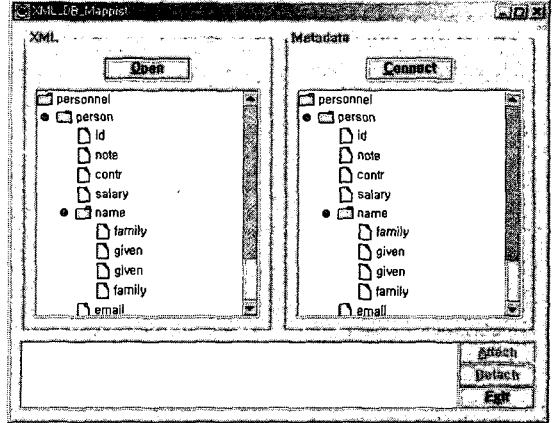 XML_DB_Mappist
XML
Open
personnel
person
id
note
contr
salary
name
family
given
given
family
email
Metadata
Connect
personnel
person
id
note
contr
salary
name
family
given
given
family
email
Attach
Detach
Exit